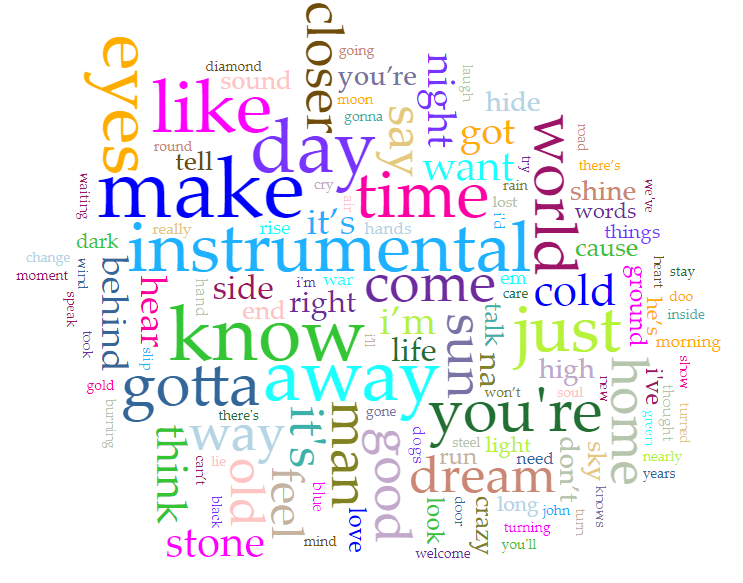 closer
going
diamond
you're
sound
eyes
like
moon
gonna
night
laugh
hide
say
got
day
round
tell
want
try
road
there's
world
waiting
make
cry
air
time
rain
lost
i'd
shine
words
we've
really
rise
it's
hands
things
dark
instrumental
cause
change
moment
wind
speak
behind
hear
hand
side
end
i'm
war
right
come
em
care
cold
ground
heart
stay
he's
doo
inside
took
slip
know
i'll
i'm
life
sun
talk
na
just
morning
high
gold
burning
gotta
there's
away
won't
soul
new
home
i've
show
thought
given
turned
you're
way
it's
gone
man
good
dogs
steel
light
think
can't
lie
old
feel
blue
run
need
don't
sky
nearly
years
dream
black
love
look
door
crazy
long
john
turn
knows
turning
stone
mind
welcome
you'll